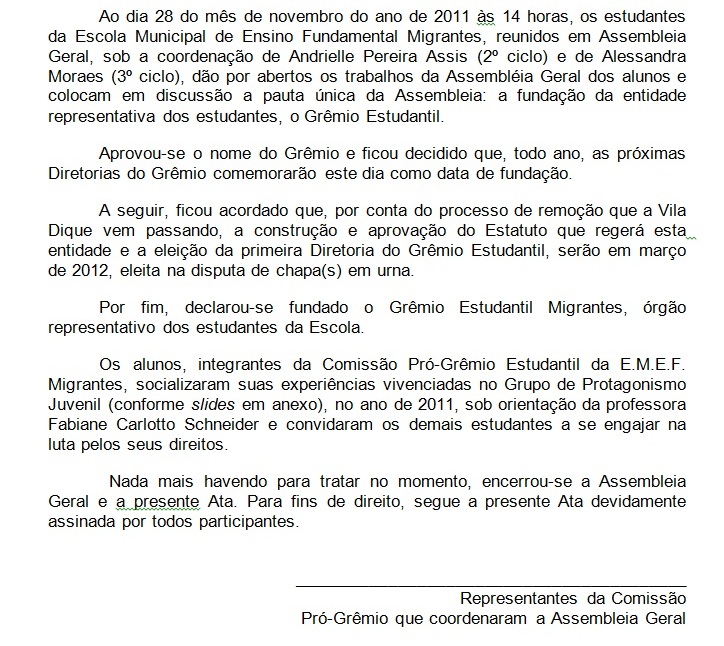 Ao dia 28 do mês de novembro do ano de 2011 às 14 horas, os estudantes
da Escola Municipal de Ensino Fundamental Migrantes, reunidos em Assembleia
Geral, sob a coordenação de Andrielle Pereira Assis (2º ciclo) e de Alessandra
Moraes (3º ciclo), dão por abertos os trabalhos da Assembléia Geral dos alunos e
colocam em discussão a pauta única da Assembleia: a fundação da entidade
representativa dos estudantes, o Grêmio Estudantil.
Aprovou-se o nome do Grêmio e ficou decidido que, todo ano, as próximas
Diretorias do Grêmio comemorarão este dia como data de fundação.
A seguir, ficou acordado que, por conta do processo de remoção que a Vila
Dique vem passando, a construção e aprovação do Estatuto que regerá esta
entidade e a eleição da primeira Diretoria do Grêmio Estudantil, serão em março
de 2012, eleita na disputa de chapa(s) em urna.
Por fim, declarou-se fundado o Grêmio Estudantil Migrantes, órgão
representativo dos estudantes da Escola.
Os alunos, integrantes da Comissão Pró-Grêmio Estudantil da E.M.E.F.
Migrantes, socializaram suas experiências vivenciadas no Grupo de Protagonismo
Juvenil (conforme slides em anexo), no ano de 2011, sob orientação da professora
Fabiane Carlotto Schneider e convidaram os demais estudantes a se engajar na
luta pelos seus direitos.
Nada mais havendo para tratar no momento, encerrou-se a Assembleia
Geral e a presente Ata. Para fins de direito, segue a presente Ata devidamente
assinada por todos participantes.
Representantes da Comissão
Pró-Grêmio que coordenaram a Assembleia Geral